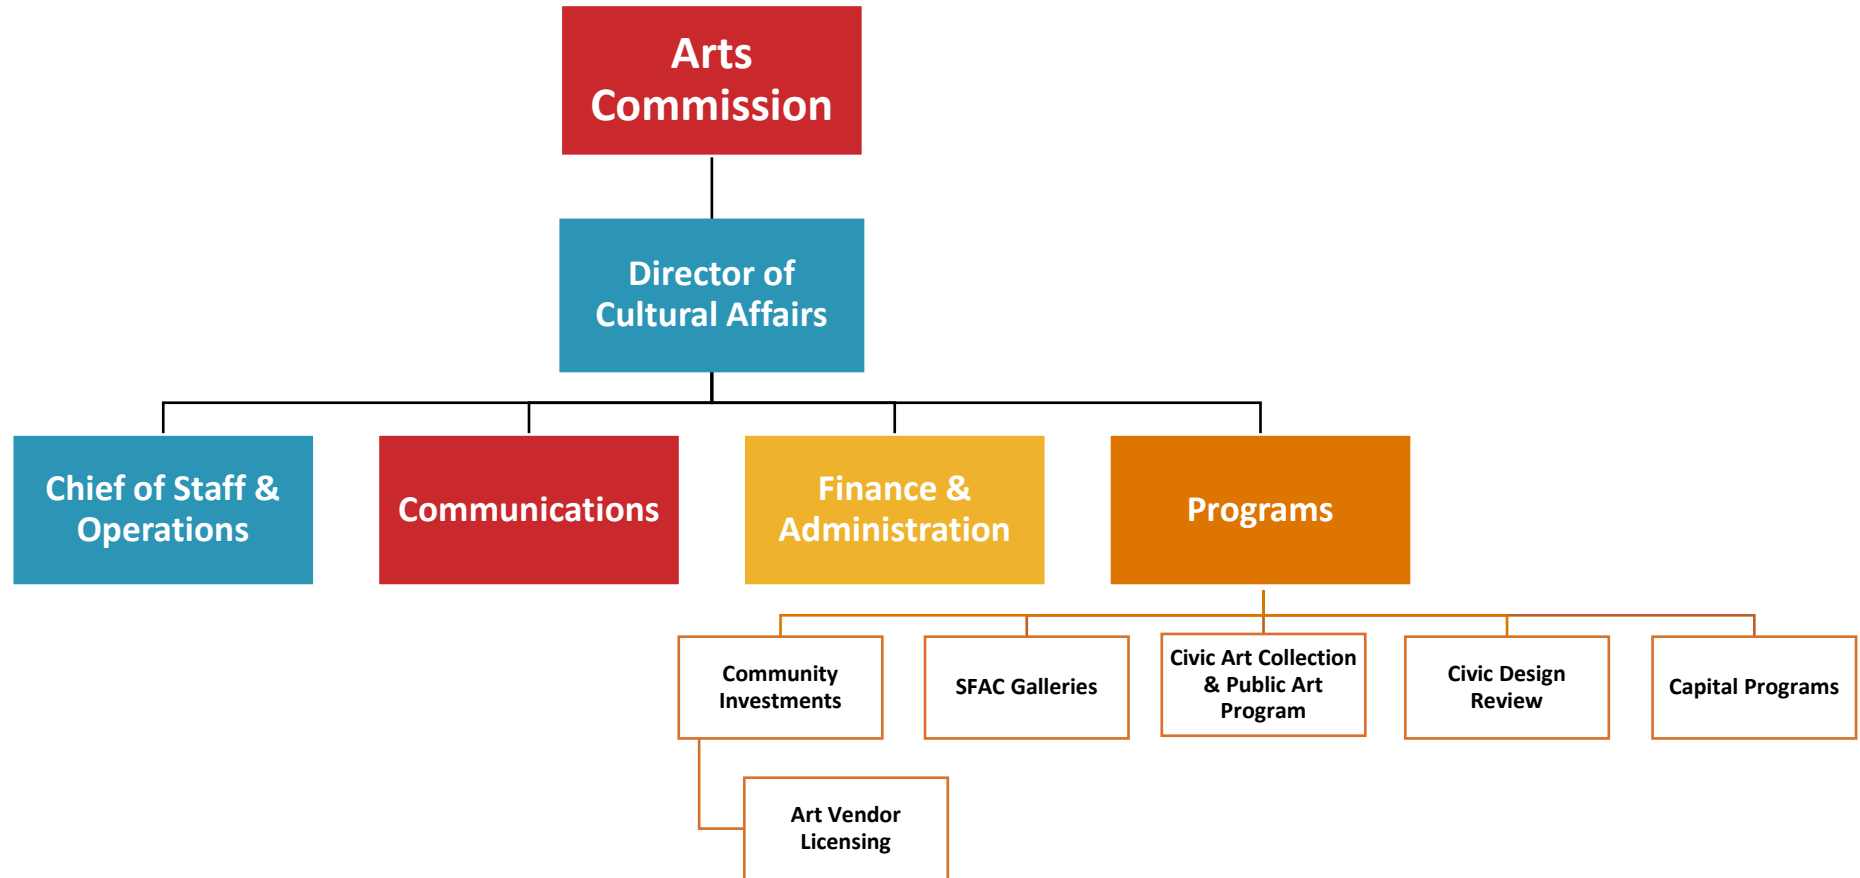 Arts
Commission
Director of
Cultural Affairs
Chief of Staff &
Operations
Communications
Finance &
Administration
Programs
Community
Investments
SFAC Galleries
Civic Art Collection
& Public Art
Program
Civic Design
Review
Capital Programs
Art Vendor
Licensing